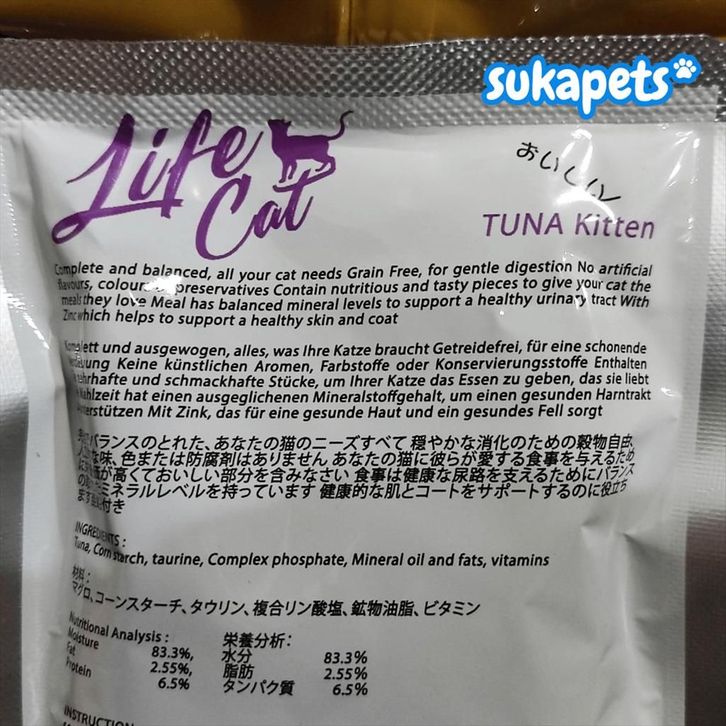 sukapets
Life
Cat
おいしい
TUNA Kitten
Complete and balanced, all your cat needs Grain Free, for gentle digestion No artificial
flavours, colours preservatives Contain nutritious and tasty pieces to give your cat the
meals they love Meal has balanced mineral levels to support a healthy urinary tract With
Zinc which helps to support a healthy skin and coat
Komplett und ausgewogen, alles, was Ihre Katze braucht Getreidefrei, für eine schonende
Verdauung Keine künstlichen Aromen, Farbstoffe oder Konservierungsstoffe Enthalten
nahrhafte und schmackhafte Stücke, um Ihrer Katze das Essen zu geben, das sie liebt
Mahlzeit hat einen ausgeglichenen Mineralstoffgehalt, um einen gesunden Harntrakt
unterstützen Mit Zink, das für eine gesunde Haut und ein gesundes Fell sorgt
バランスのとれた、あなたの猫のニーズすべて 穏やかな消化のための穀物自由、
な味、色または防腐剤はありません あなたの猫に彼らが愛する食事を与えるため
に 価が高くておいしい部分を含みなさい 食事は健康な尿路を支えるためにバランス
の ミネラルレベルを持っています 健康的な肌とコートをサポートするのに役立ち
ます 付き
INGREDIENTS :
Tuna, Corn starch, taurine, Complex phosphate, Mineral oil and fats, vitamins
材料 :
マグロ、コーンスターチ、タウリン、複合リン酸塩、鉱物油脂、ビタミン
Nutritional Analysis : 栄養分析：
Moisture 83.3%, 水分 83.3%
Fat 2.55%, 脂肪 2.55%
Protein 6.5% タンパク質 6.5%
INSTRUCTION